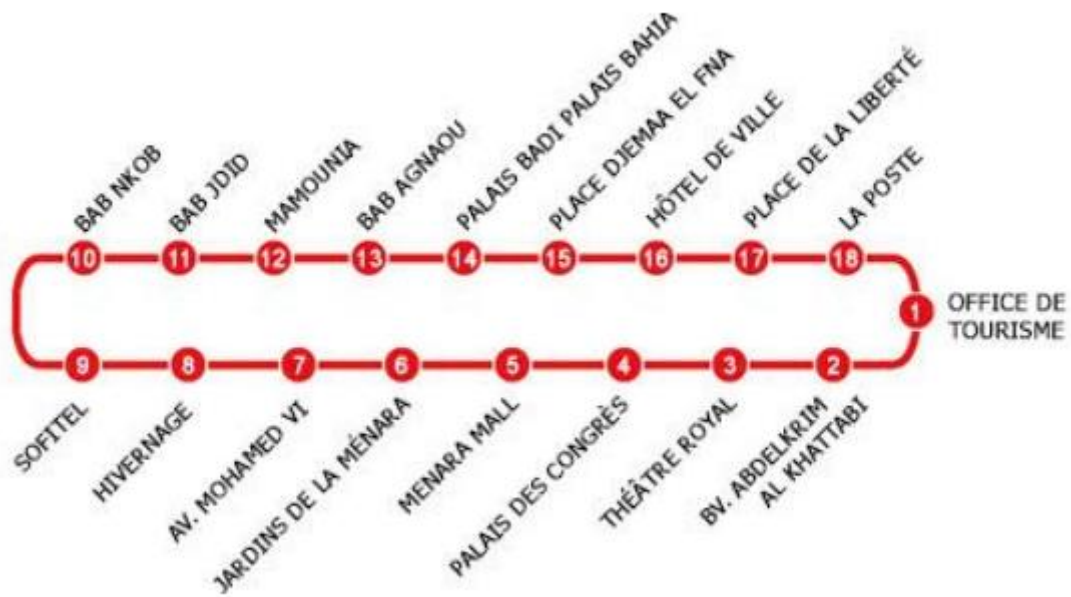 BAB NKOB
BAB JDID
MAMOUNIA
BAB AGNAOU
PALAIS BADI PALAIS BAHIA
PLACE DJEMAA EL FNA
HÔTEL DE VILLE
PLACE DE LA LIBERTÉ
LA POSTE
10
11
12
13
14
15
16
17
18
1
OFFICE DE
TOURISME
9
8
7
6
5
4
3
2
SOFITEL
HIVERNAGE
AV. MOHAMED VI
JARDINS DE LA MÉNARA
MENARA MALL
PALAIS DES CONGRÈS
THÉÂTRE ROYAL
BV. ABDELKRIM
AL KHATTABI